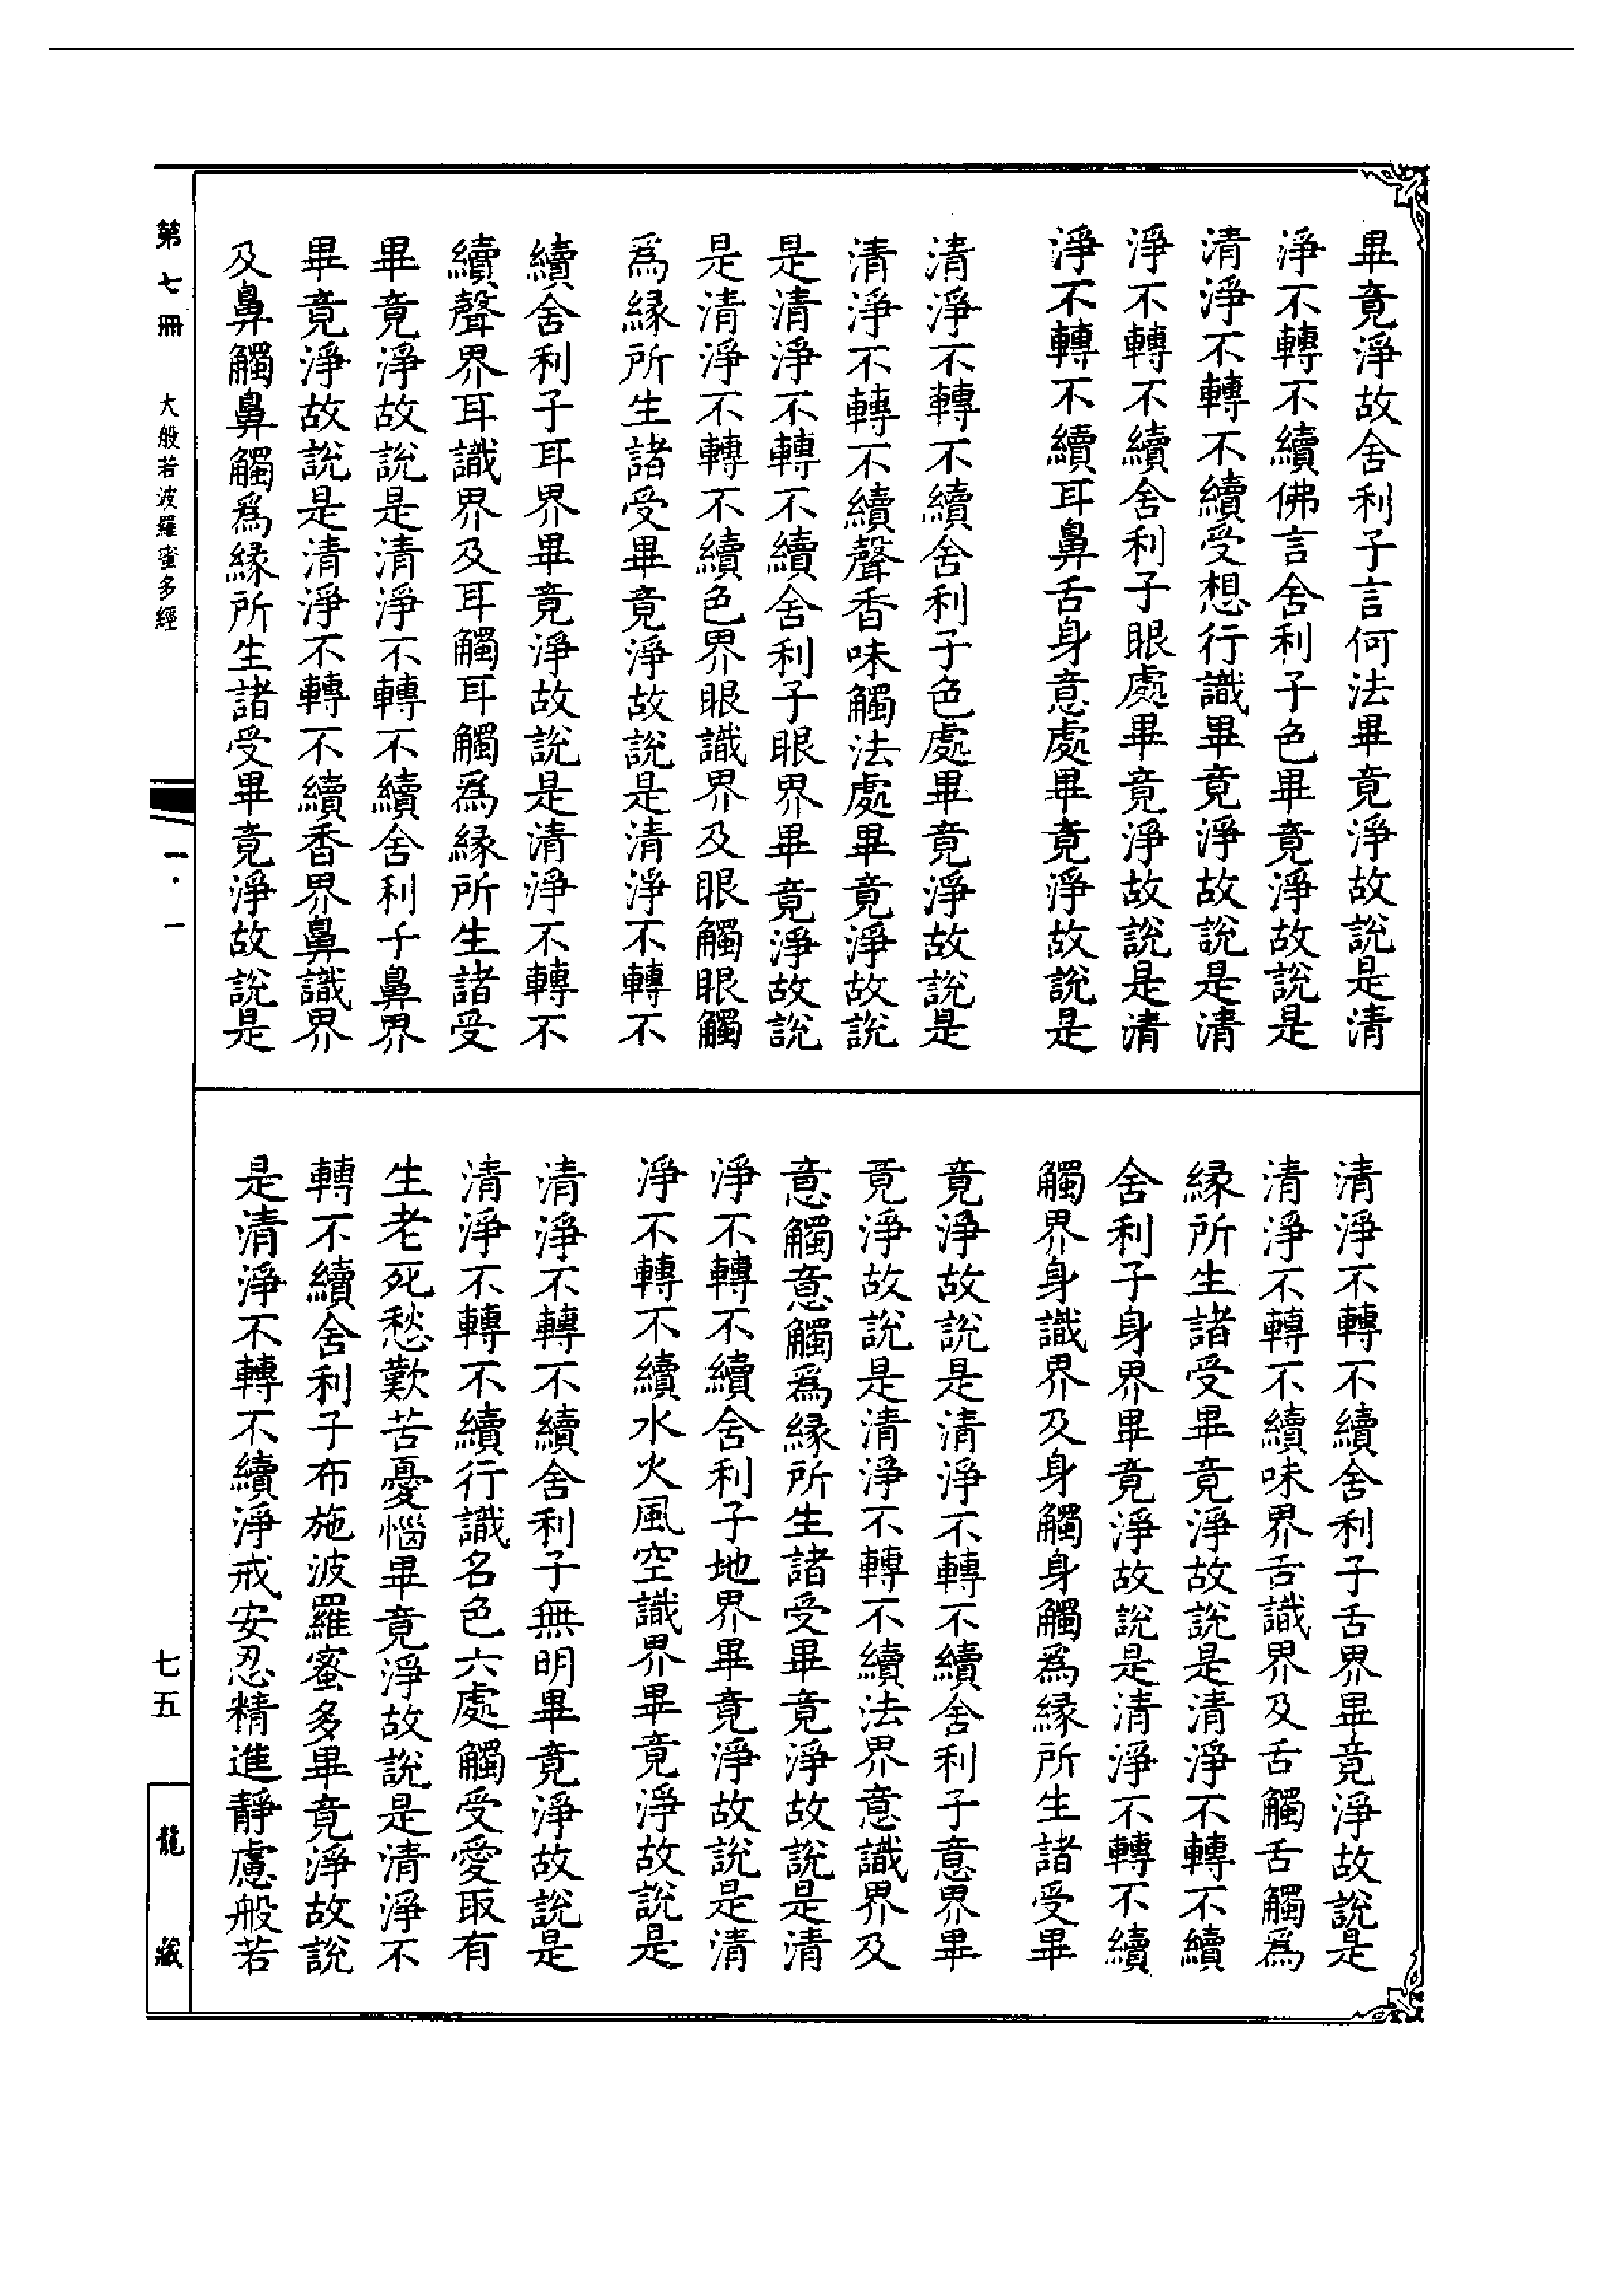 畢竟淨故舍利子言何法畢竟淨故說是清
淨不轉不續佛言舍利子色畢竟淨故說是
清淨不轉不續受想行識畢竟淨故說是清
淨不轉不續舍利子眼處畢竟淨故說是清
淨不轉不續耳鼻舌身意處畢竟淨故說是
清淨不轉不續舍利子色處畢竟淨故說是
清淨不轉不續聲香味觸法處畢竟淨故說
是清淨不轉不續舍利子眼界畢竟淨故說
是清淨不轉不續色界眼識界及眼觸眼觸
為緣所生諸受畢竟淨故說是清淨不轉不
續舍利子耳界畢竟淨故說是清淨不轉不
續聲界耳識界及耳觸耳觸為緣所生諸受
畢竟淨故說是清淨不轉不續舍利子鼻界
畢竟淨故說是清淨不轉不續香界鼻識界
及鼻觸鼻觸為緣所生諸受畢竟淨故說是
清淨不轉不續舍利子舌界畢竟淨故說是
清淨不轉不續味界舌識界及舌觸舌觸為
緣所生諸受畢竟淨故說是清淨不轉不續
舍利子身界畢竟淨故說是清淨不轉不續
觸界身識界及身觸身觸為緣所生諸受畢
竟淨故說是清淨不轉不續舍利子意界畢
竟淨故說是清淨不轉不續法界意識界及
意觸意觸為緣所生諸受畢竟淨故說是清
淨不轉不續舍利子地界畢竟淨故說是清
淨不轉不續水火風空識界畢竟淨故說是
清淨不轉不續舍利子無明畢竟淨故說是
清淨不轉不續行識名色六處觸受愛取有
生老死愁歎苦憂惱畢竟淨故說是清淨不
轉不續舍利子布施波羅蜜多畢竟淨故說
是清淨不轉不續淨戒安忍精進靜慮般若
第七冊 大般若波羅蜜多經 一·一 七五 龍藏